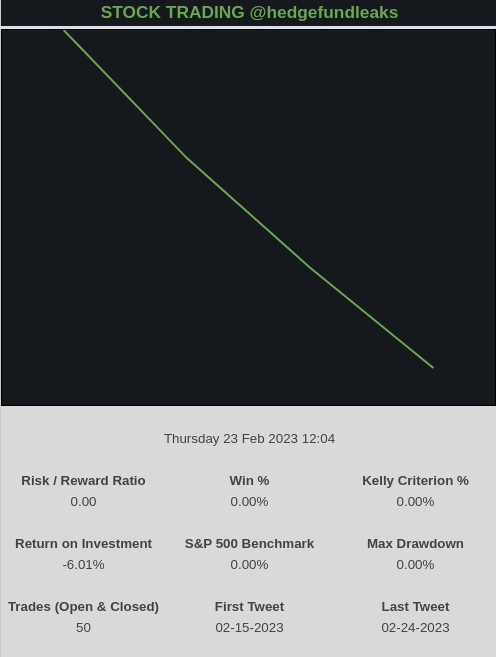 STOCK TRADING @hedgefundleaks
Thursday 23 Feb 2023 12:04
Risk / Reward Ratio Win % Kelly Criterion %
0.00 0.00% 0.00%
Return on Investment S&P 500 Benchmark Max Drawdown
-6.01% 0.00% 0.00%
Trades (Open & Closed) First Tweet Last Tweet
50 02-15-2023 02-24-2023